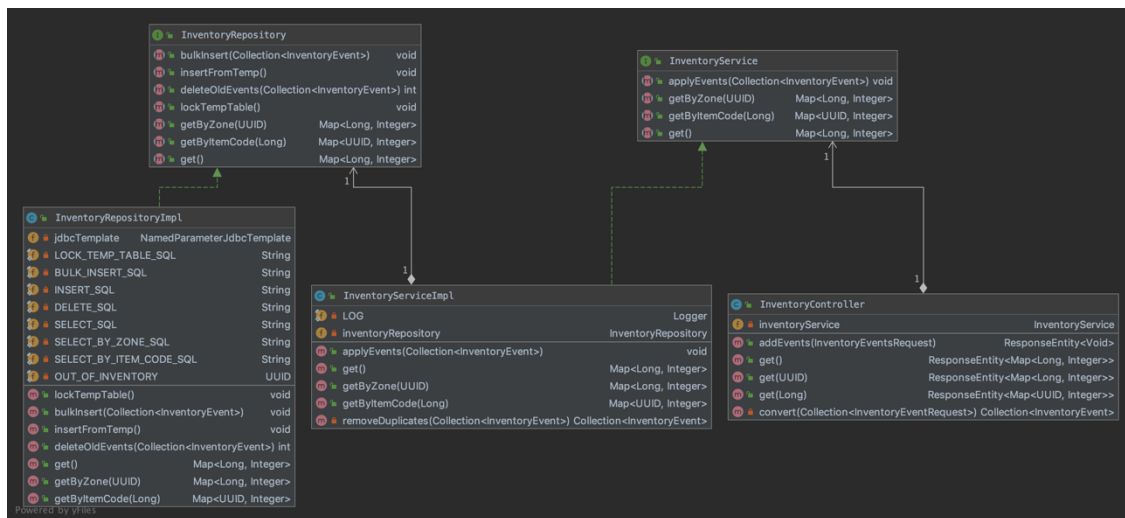 InventoryRepository
bulkInsert(Collection<InventoryEvent>) void
insertFromTemp() void
deleteOldEvents(Collection<InventoryEvent>) int
lockTempTable() void
getByZone(UUID) Map<Long, Integer>
getByItemCode(Long) Map<UUID, Integer>
get() Map<Long, Integer>
InventoryService
applyEvents(Collection<InventoryEvent>) void
getByZone(UUID) Map<Long, Integer>
getByItemCode(Long) Map<UUID, Integer>
get() Map<Long, Integer>
1
1
InventoryRepositoryImpl
jdbcTemplate NamedParameterJdbcTemplate
LOCK_TEMP_TABLE_SQL String
BULK_INSERT_SQL String
INSERT_SQL String
DELETE_SQL String
SELECT_SQL String
SELECT_BY_ZONE_SQL String
SELECT_BY_ITEM_CODE_SQL String
OUT_OF_INVENTORY UUID
lockTempTable() void
bulkInsert(Collection<InventoryEvent>) void
insertFromTemp() void
deleteOldEvents(Collection<InventoryEvent>) int
get() Map<Long, Integer>
getByZone(UUID) Map<Long, Integer>
getByItemCode(Long) Map<UUID, Integer>
1
InventoryServiceImpl
LOG Logger
inventoryRepository InventoryRepository
applyEvents(Collection<InventoryEvent>) void
get() Map<Long, Integer>
getByZone(UUID) Map<Long, Integer>
getByItemCode(Long) Map<UUID, Integer>
removeDuplicates(Collection<InventoryEvent>) Collection<InventoryEvent>
1
InventoryController
inventoryService InventoryService
addEvents(InventoryEventsRequest) ResponseEntity<Void>
get() ResponseEntity<Map<Long, Integer>>
get(UUID) ResponseEntity<Map<Long, Integer>>
get(Long) ResponseEntity<Map<UUID, Integer>>
convert(Collection<InventoryEventRequest>) Collection<InventoryEvent>
Powered by yFiles